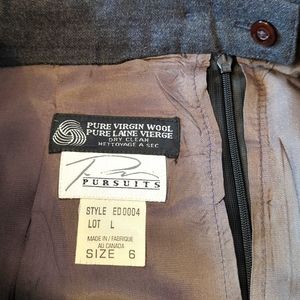 PURE VIRGIN WOOL
PURE LAINE VIERGE
DRY CLEAN
NETTOYAGE A SEC
PURSUITS
STYLE ED0004
LOT L
MADE IN / FABRIQUE
AU CANADA
SIZE 6